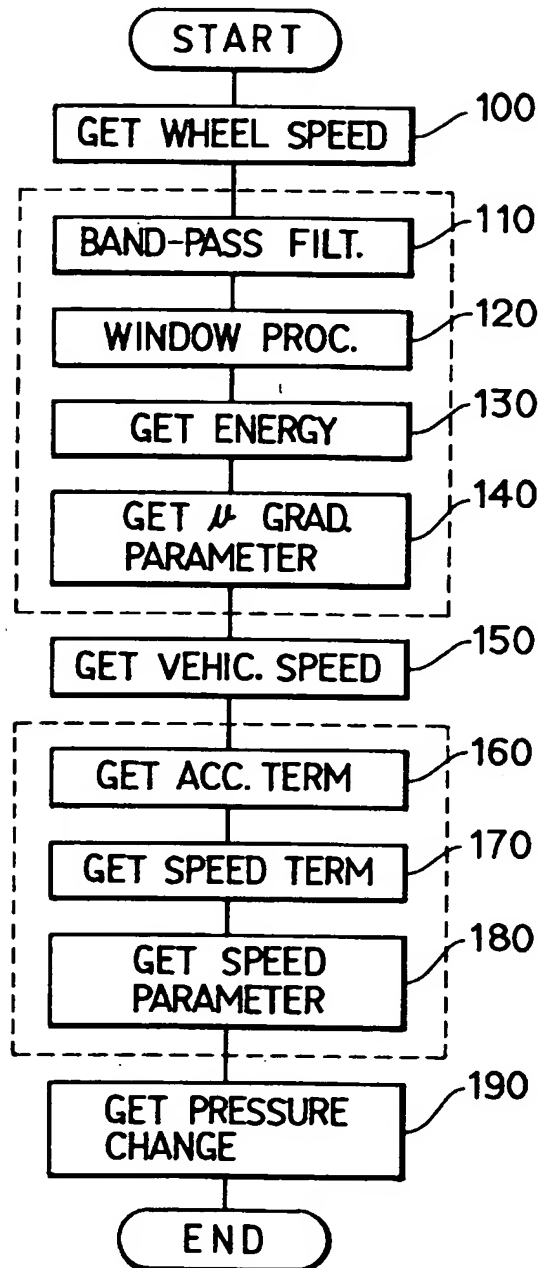 START
GET WHEEL SPEED
100
BAND-PASS FILT.
110
WINDOW PROC.
120
GET ENERGY
130
GET μ GRAD.
PARAMETER
140
GET VEHIC. SPEED
150
GET ACC. TERM
160
GET SPEED TERM
170
GET SPEED
PARAMETER
180
GET PRESSURE
CHANGE
190
END